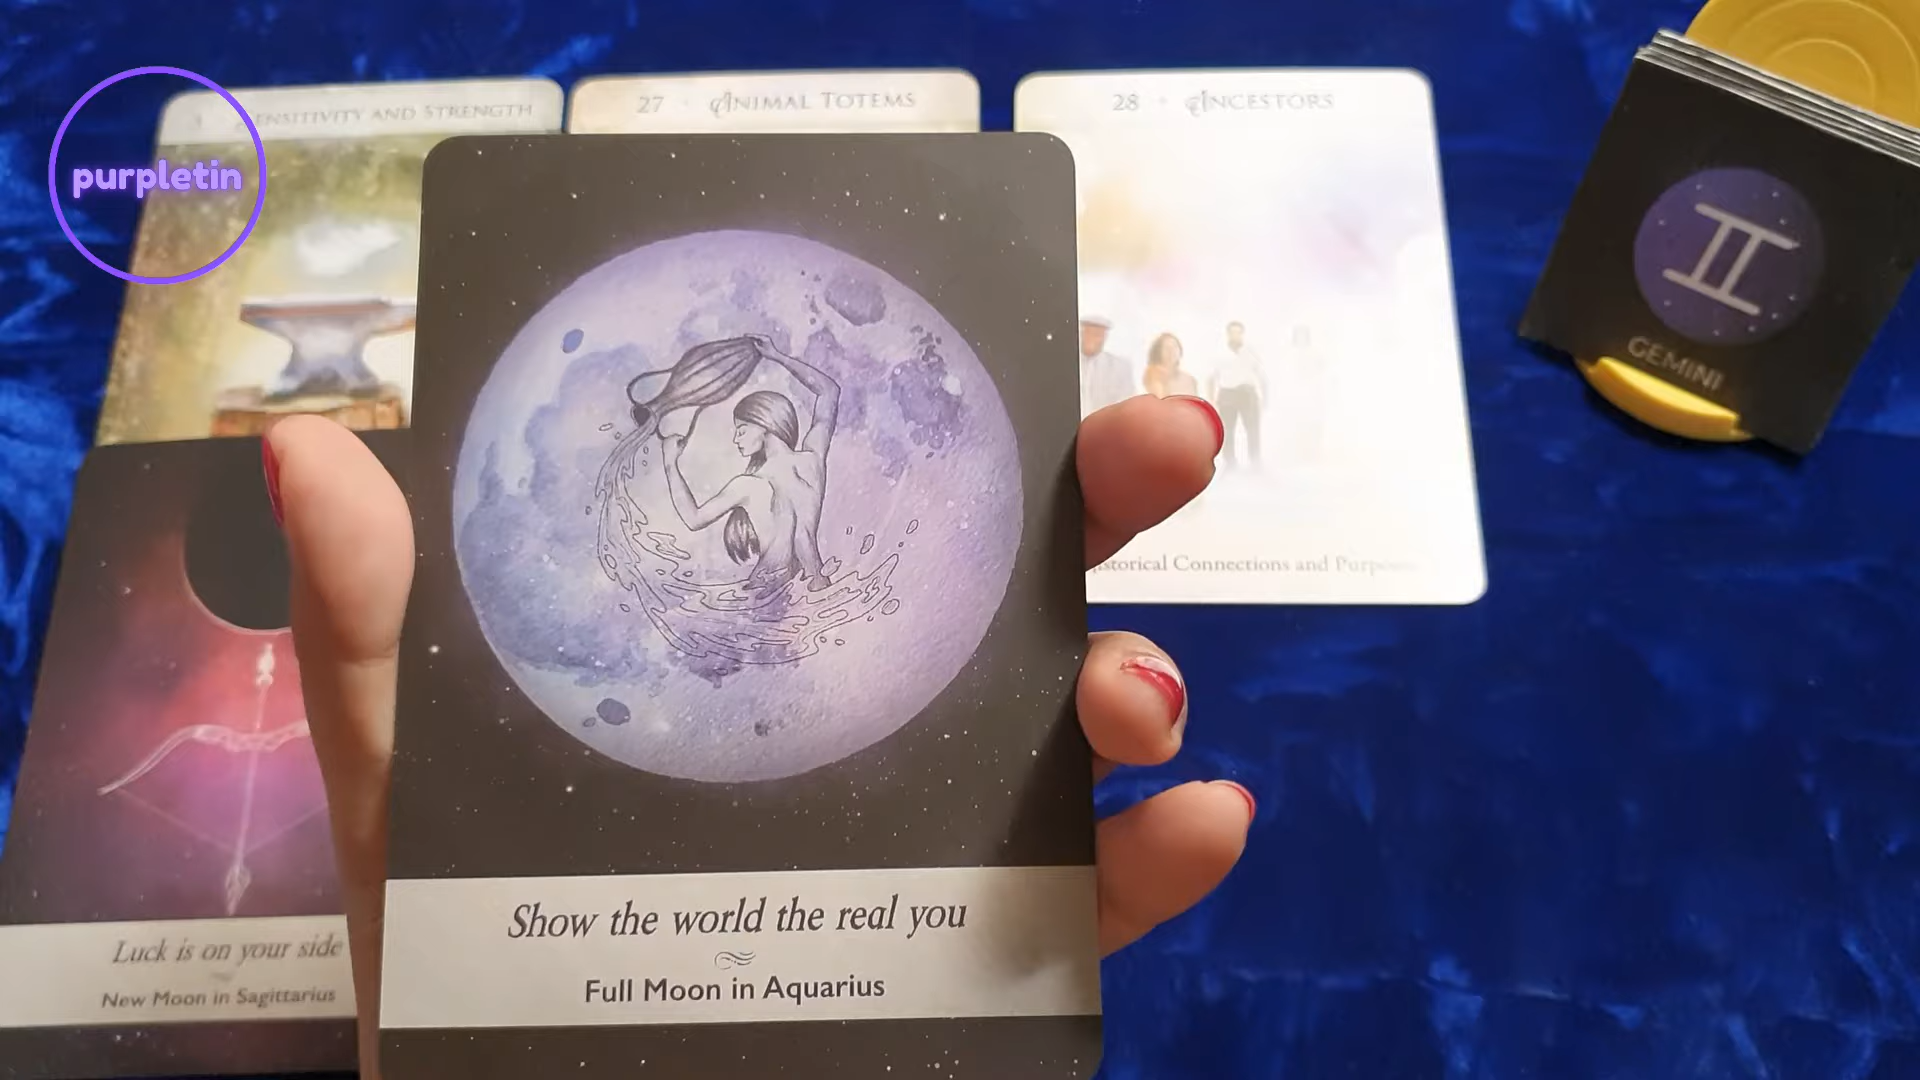 purpletin
SENSITIVITY AND STRENGTH
27 · ANIMAL TOTEMS
28 · ANCESTORS
GEMINI
Connections and
Show the world the real you
Full Moon in Aquarius
Luck is on your side
New Moon in Sagittarius